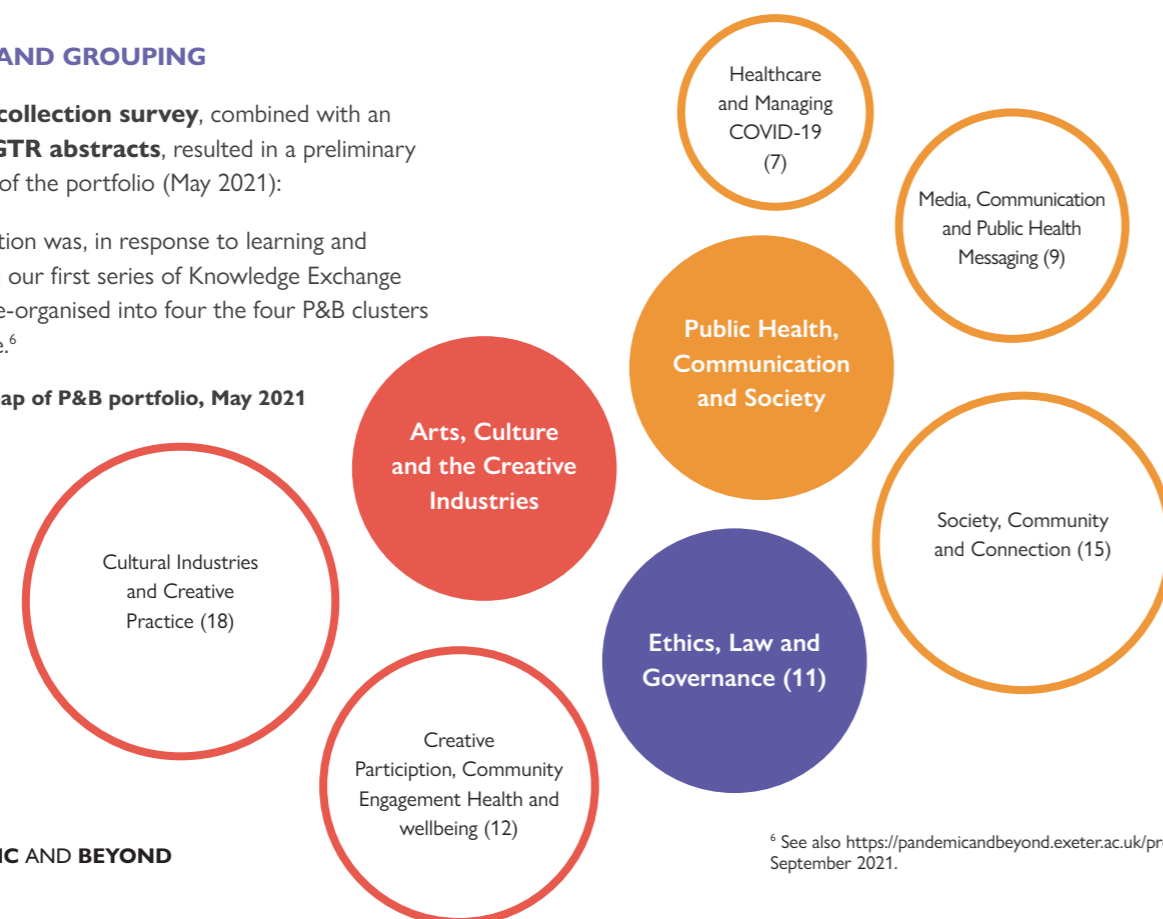 AND GROUPING
collection survey, combined with an
GTR abstracts, resulted in a preliminary
of the portfolio (May 2021):
tion was, in response to learning and
our first series of Knowledge Exchange
e-organised into four the four P&B clusters
e.⁶
ap of P&B portfolio, May 2021
Healthcare
and Managing
COVID-19
(7)
Media, Communication
and Public Health
Messaging (9)
Public Health,
Communication
and Society
Arts, Culture
and the Creative
Industries
Society, Community
and Connection (15)
Cultural Industries
and Creative
Practice (18)
Ethics, Law and
Governance (11)
Creative
Particiption, Community
Engagement Health and
wellbeing (12)
IC AND BEYOND
⁶ See also https://pandemicandbeyond.exeter.ac.uk/pr
September 2021.